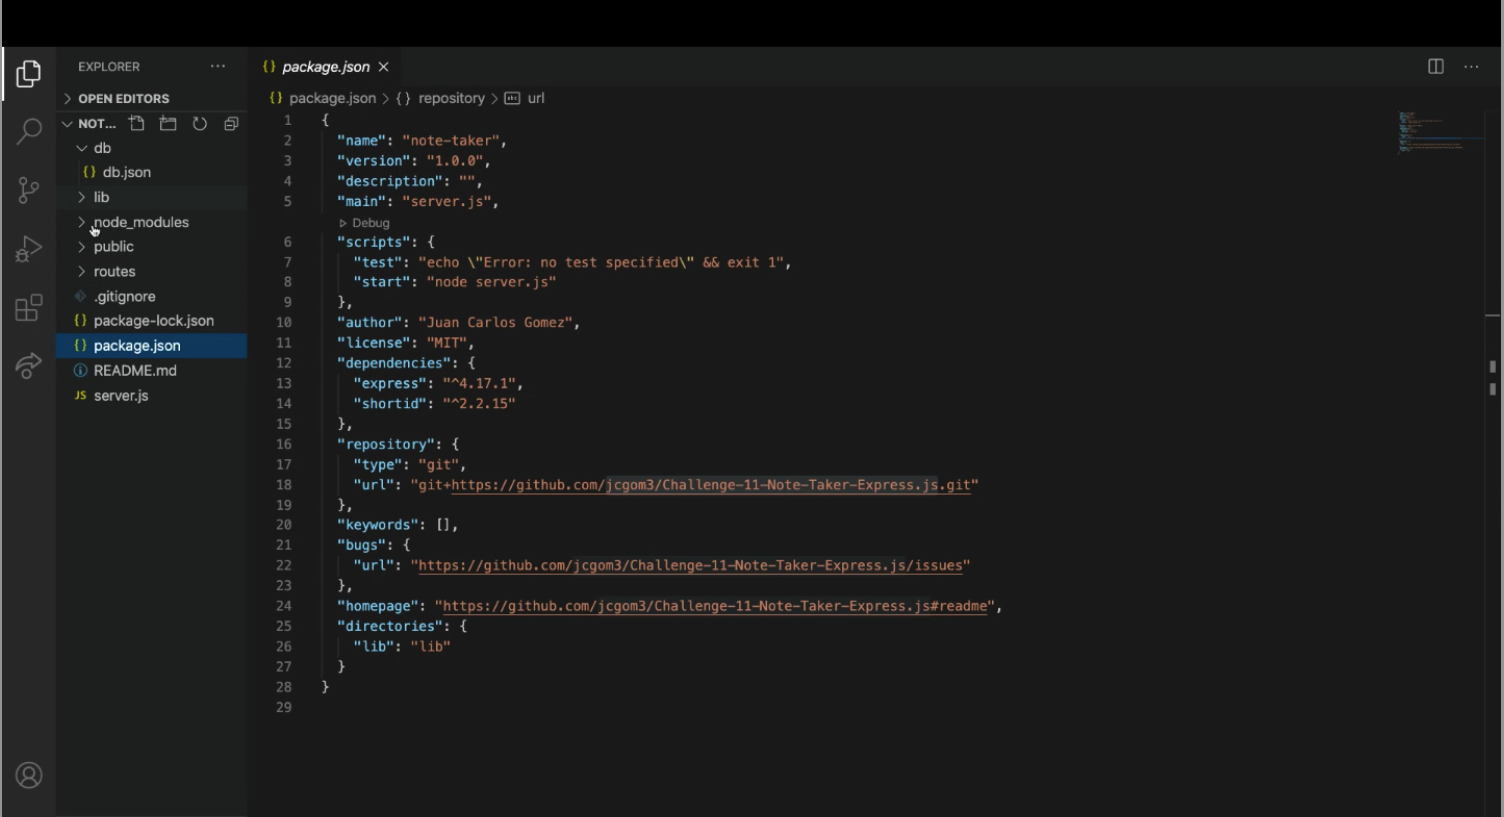 EXPLORER
OPEN EDITORS
NOT...
db
db.json
lib
node_modules
public
routes
.gitignore
package-lock.json
package.json
README.md
JS server.js
{} package.json
{} package.json > {} repository > abc url
1 {
2 "name": "note-taker",
3 "version": "1.0.0",
4 "description": "",
5 "main": "server.js",
Debug
6 "scripts": {
7 "test": "echo \"Error: no test specified\" && exit 1",
8 "start": "node server.js"
9 },
10 "author": "Juan Carlos Gomez",
11 "license": "MIT",
12 "dependencies": {
13 "express": "^4.17.1",
14 "shortid": "^2.2.15"
15 },
16 "repository": {
17 "type": "git",
18 "url": "git+https://github.com/jcgom3/Challenge-11-Note-Taker-Express.js.git"
19 },
20 "keywords": [],
21 "bugs": {
22 "url": "https://github.com/jcgom3/Challenge-11-Note-Taker-Express.js/issues"
23 },
24 "homepage": "https://github.com/jcgom3/Challenge-11-Note-Taker-Express.js#readme",
25 "directories": {
26 "lib": "lib"
27 }
28 }
29